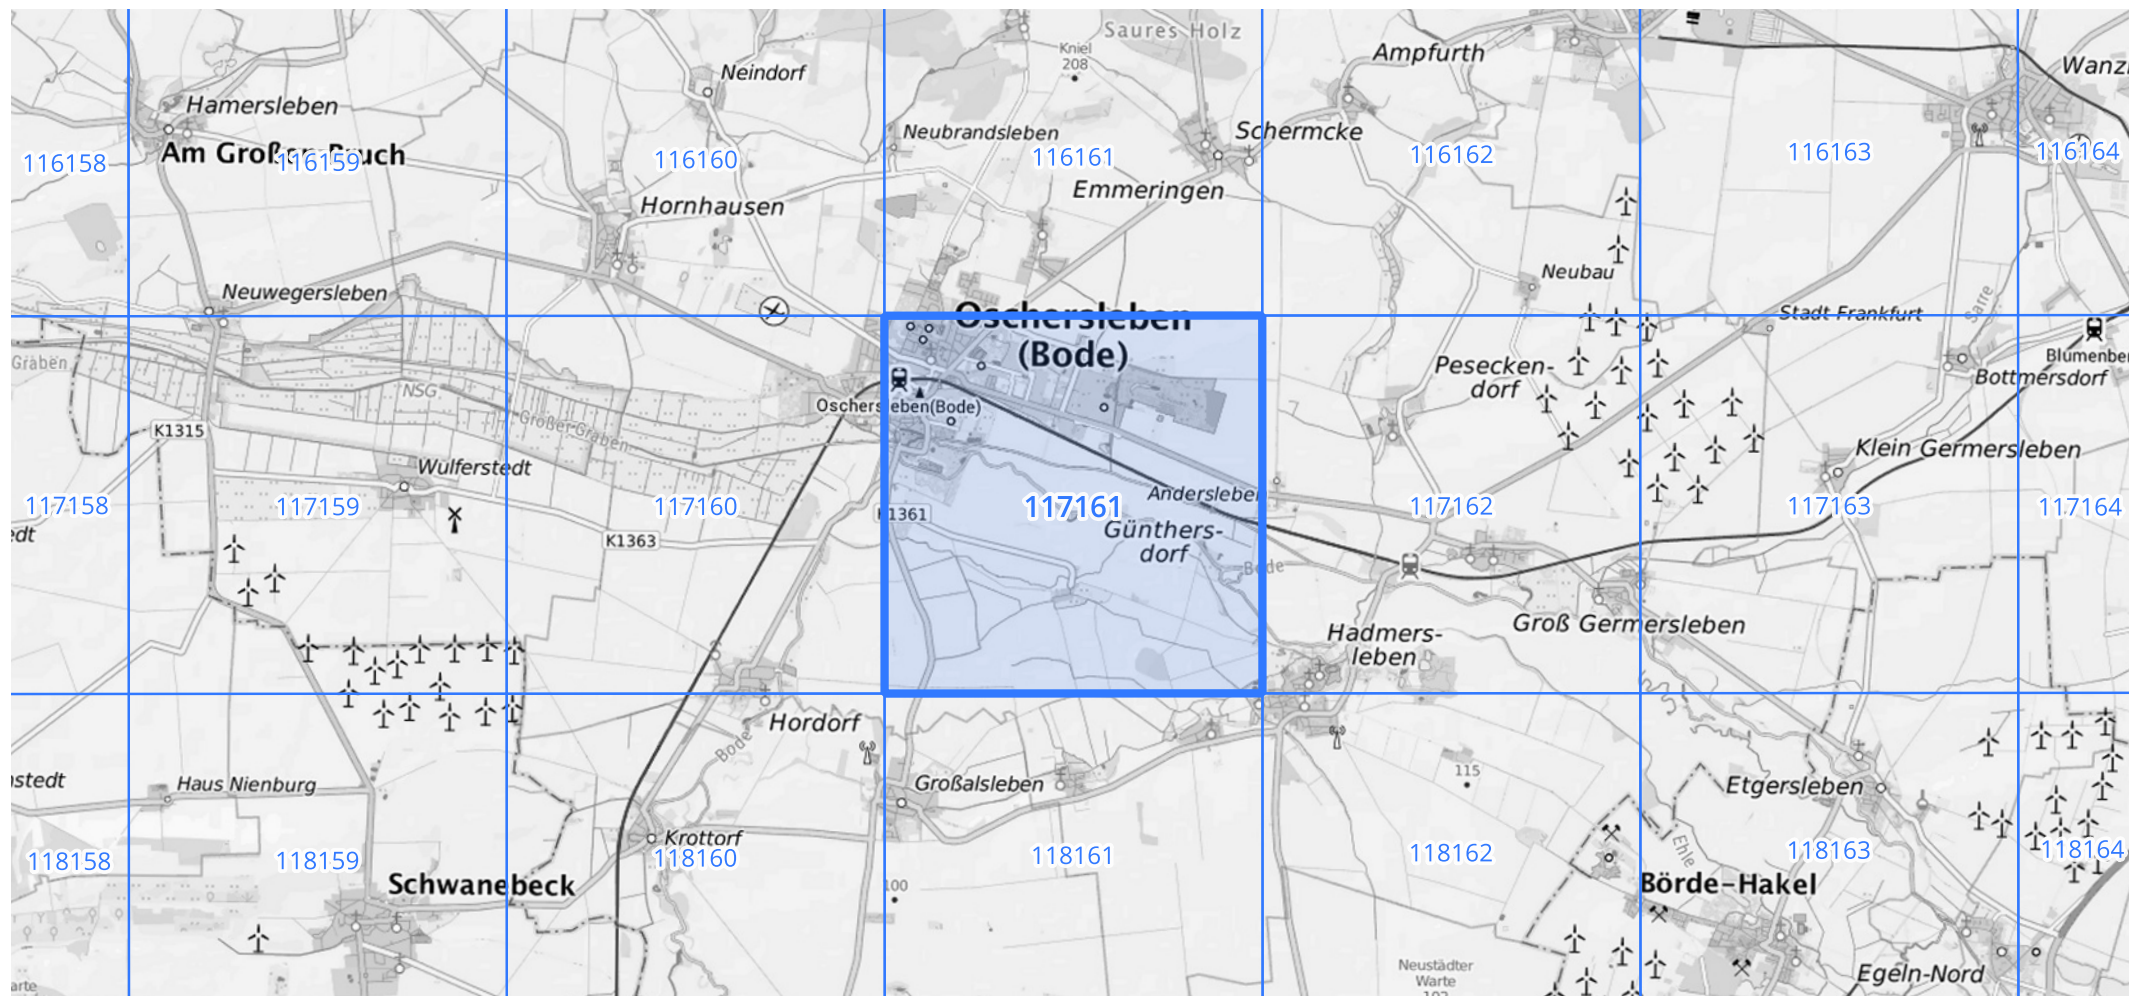 Saures Holz
Kniel
208
Ampfurth
Neindorf
Hamersleben
Am Großen Bruch
Neubrandsleben
Schermcke
116158
116159
116160
116161
116162
116163
116164
Emmeringen
Hornhausen
Neuwegersleben
Neubau
Sarre
Stadt Frankfurt
Oschersleben
(Bode)
Graben
NSG
Großer Graben
Oschersleben(Bode)
Pesecken-
dorf
Bottmersdorf
K1315
Wulferstedt
Klein Germersleben
Andersleben
117158
117159
117160
117161
117162
117163
117164
K1361
K1363
Günthers-
dorf
Bode
Groß Germersleben
Hadmers-
leben
Hordorf
Bode
115
Haus Nienburg
Großalsleben
Etgersleben
Krottorf
Ehle
118158
118159
118160
118161
118162
118163
118164
Schwanebeck
100
Börde-Hakel
Neustädter
Warte
Egeln-Nord